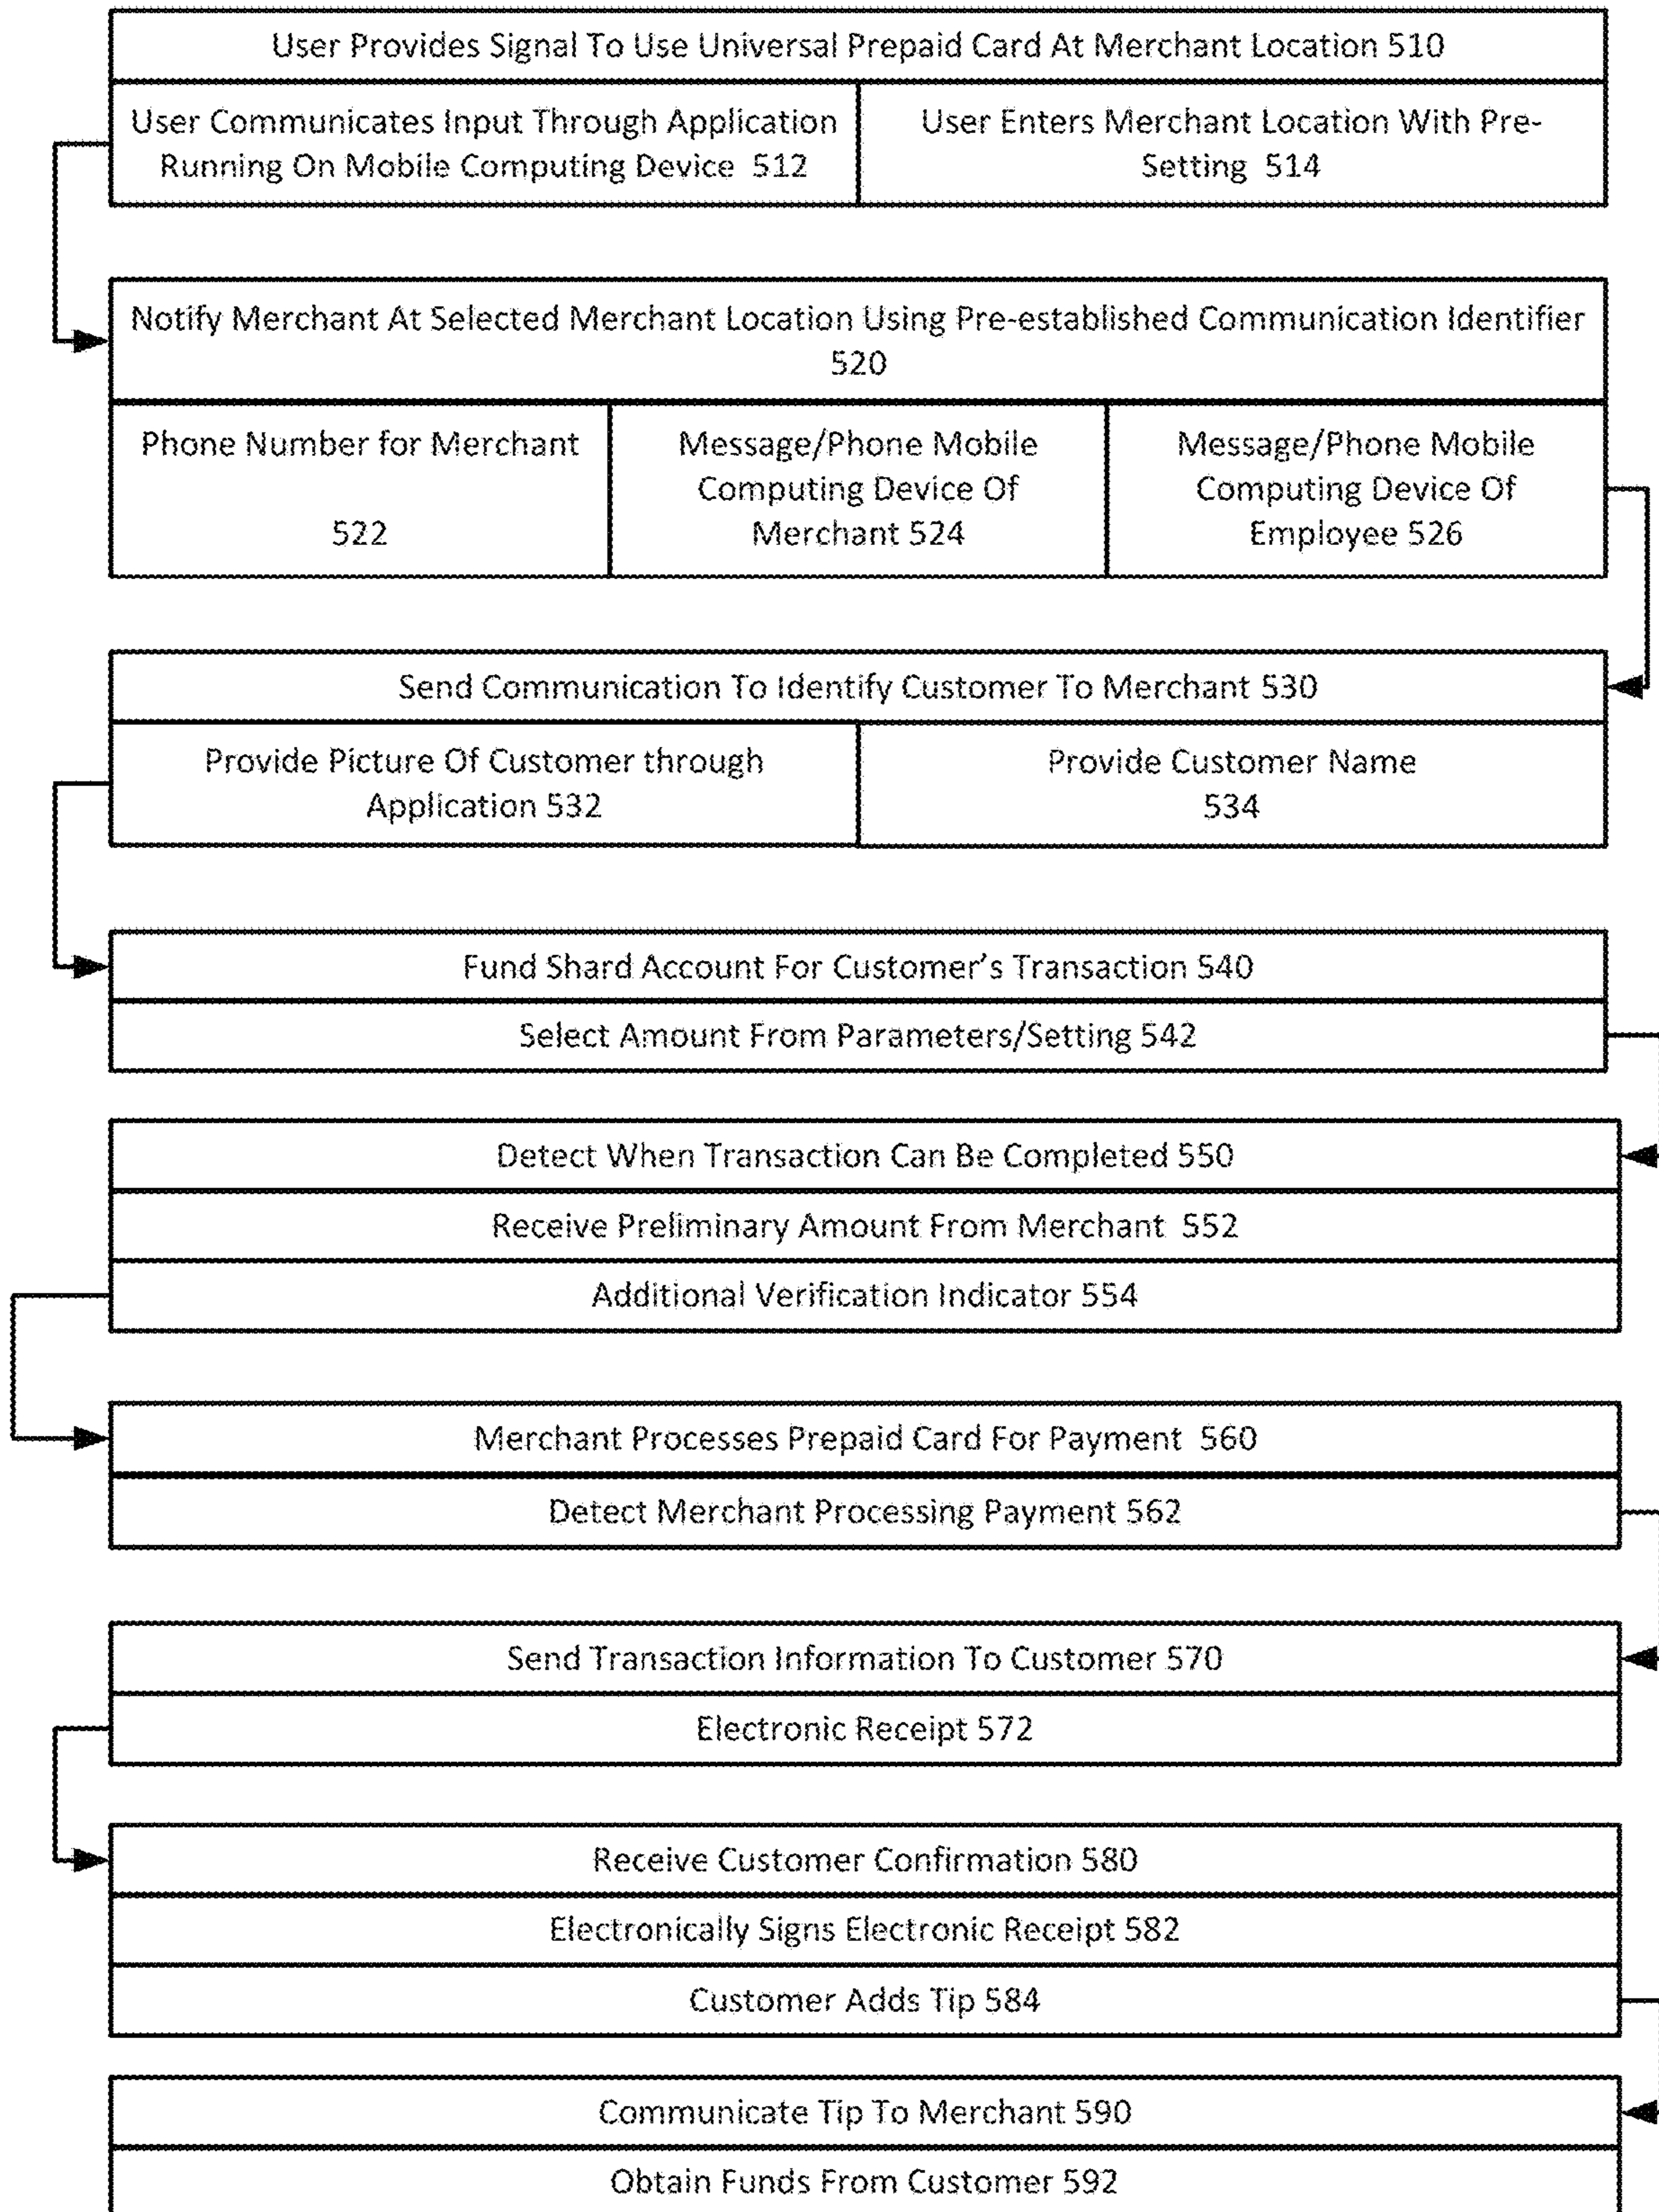 User Provides Signal To Use Universal Prepaid Card At Merchant Location 510
User Communicates Input Through Application
Running On Mobile Computing Device 512
User Enters Merchant Location With Pre-
Setting 514
Notify Merchant At Selected Merchant Location Using Pre-established Communication Identifier
520
Phone Number for Merchant
522
Message/Phone Mobile
Computing Device Of
Merchant 524
Message/Phone Mobile
Computing Device Of
Employee 526
Send Communication To Identify Customer To Merchant 530
Provide Picture Of Customer through
Application 532
Provide Customer Name
534
Fund Shard Account For Customer's Transaction 540
Select Amount From Parameters/Setting 542
Detect When Transaction Can Be Completed 550
Receive Preliminary Amount From Merchant 552
Additional Verification Indicator 554
Merchant Processes Prepaid Card For Payment 560
Detect Merchant Processing Payment 562
Send Transaction Information To Customer 570
Electronic Receipt 572
Receive Customer Confirmation 580
Electronically Signs Electronic Receipt 582
Customer Adds Tip 584
Communicate Tip To Merchant 590
Obtain Funds From Customer 592